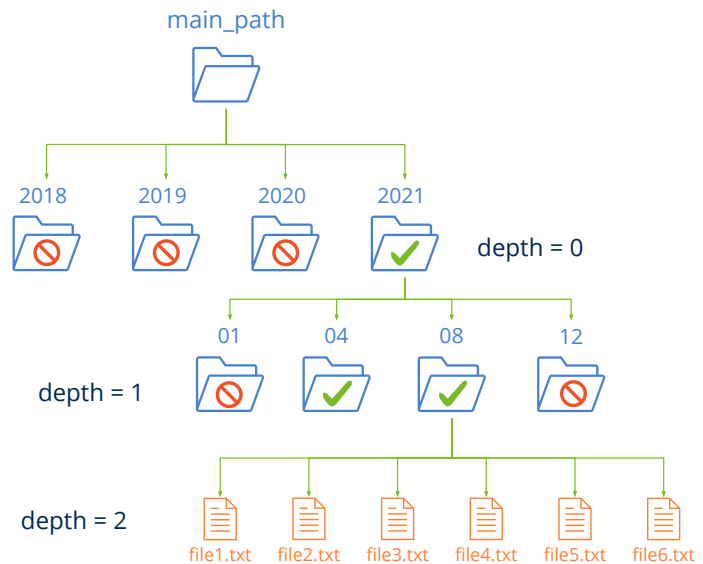 main_path
2018 2019 2020 2021
depth = 0
01 04 08 12
depth = 1
depth = 2
file1.txt file2.txt file3.txt file4.txt file5.txt file6.txt